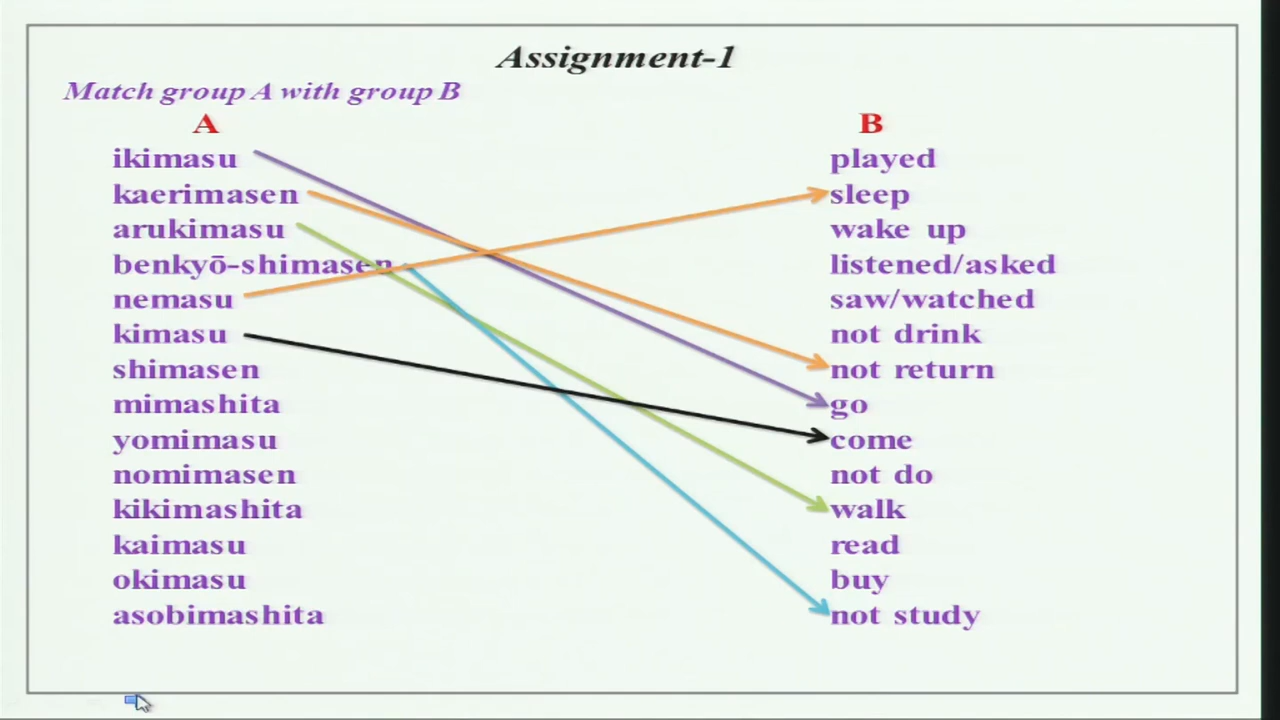 Assignment-1
Match group A with group B
A
ikimasu
kaerimasen
arukimasu
benkyō-shimasen
nemasu
kimasu
shimasen
mimashita
yomimasu
nomimasen
kikimashita
kaimasu
okimasu
asobimashita
B
played
sleep
wake up
listened/asked
saw/watched
not drink
not return
go
come
not do
walk
read
buy
not study